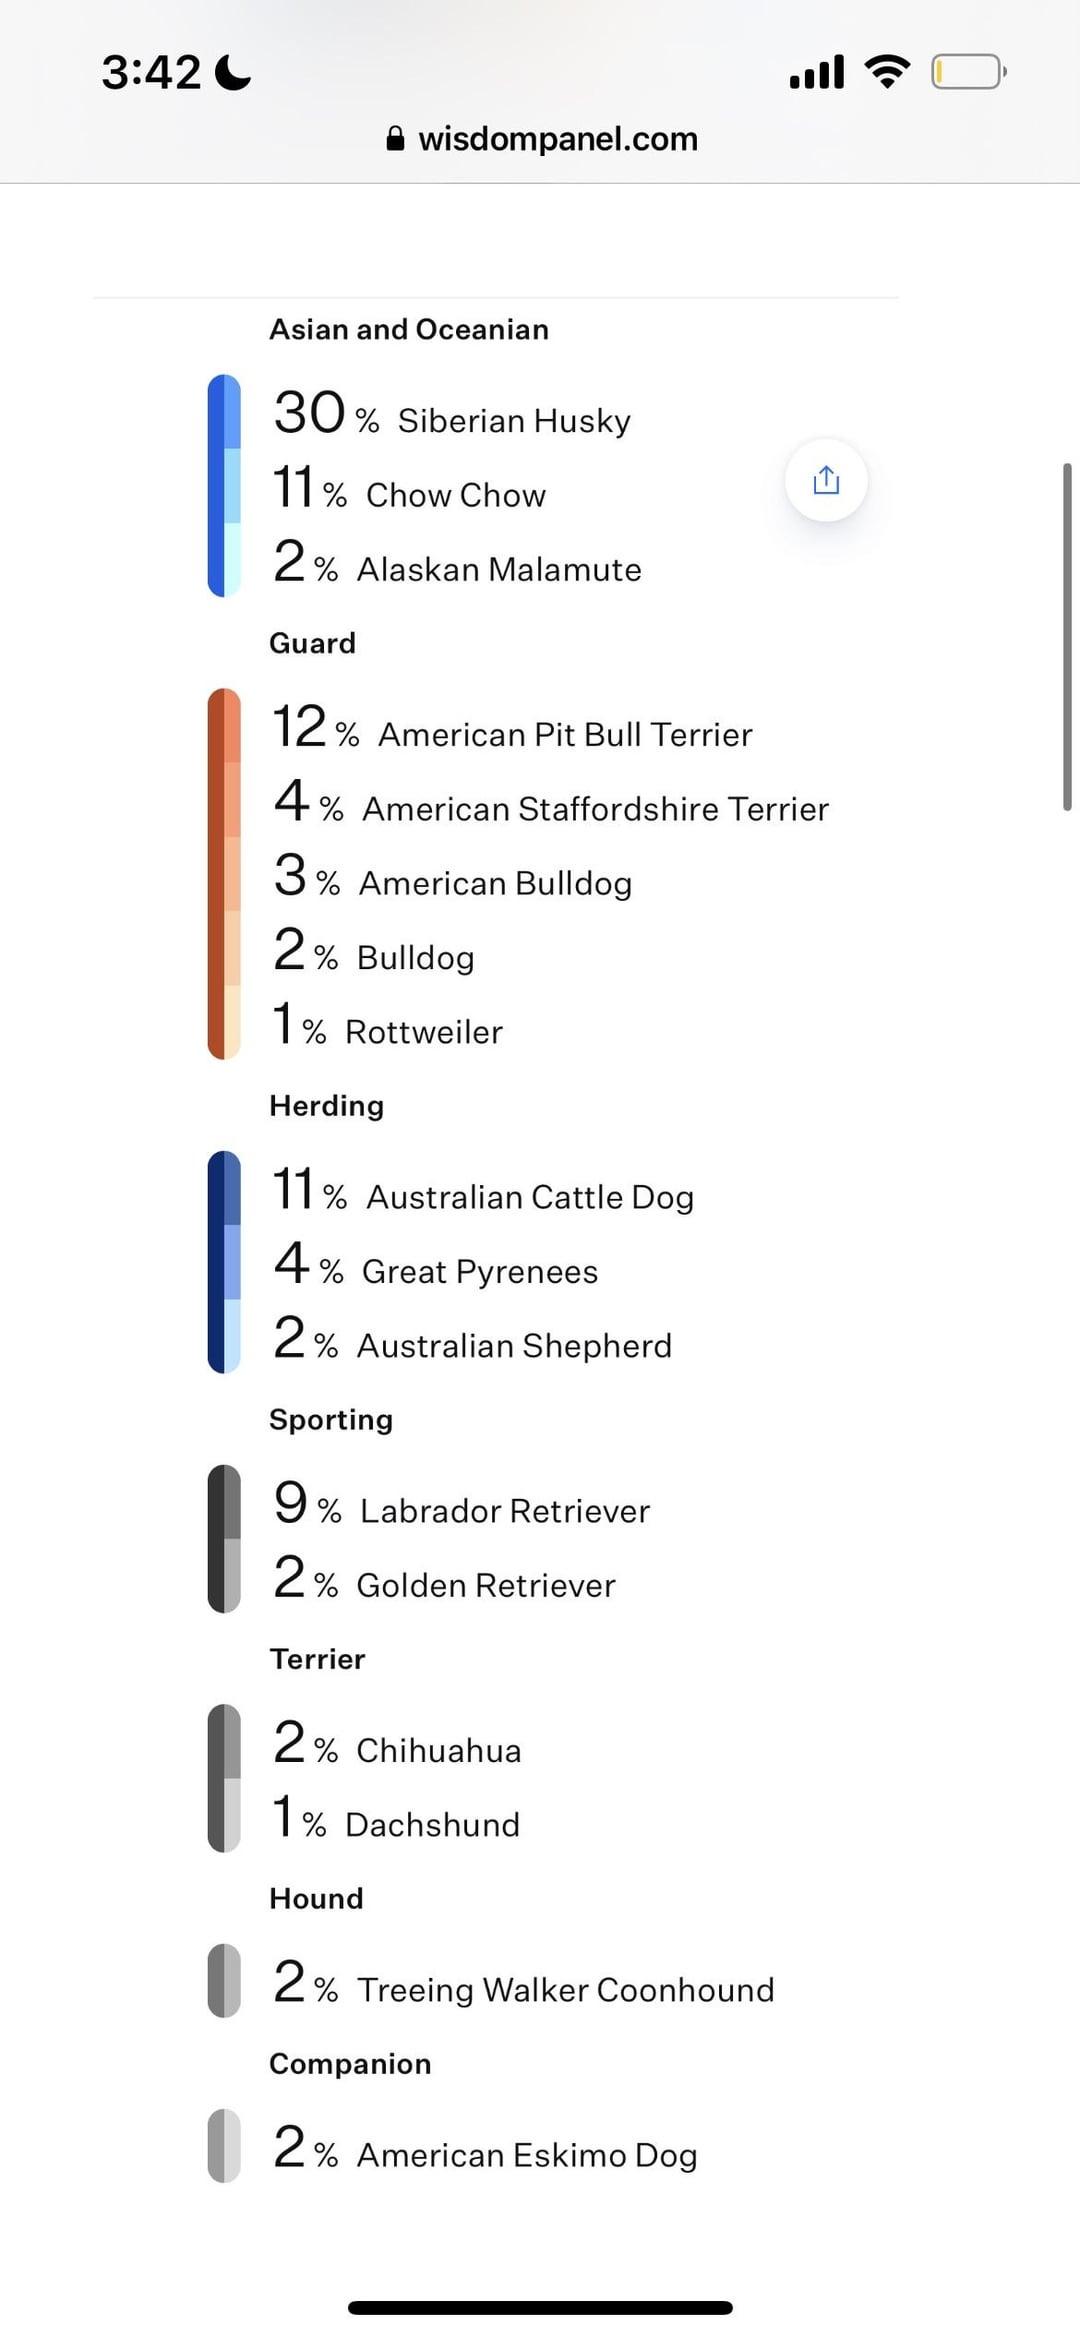 3:42
wisdompanel.com
Asian and Oceanian
30 % Siberian Husky
11 % Chow Chow
2 % Alaskan Malamute
Guard
12 % American Pit Bull Terrier
4 % American Staffordshire Terrier
3 % American Bulldog
2 % Bulldog
1 % Rottweiler
Herding
11 % Australian Cattle Dog
4 % Great Pyrenees
2 % Australian Shepherd
Sporting
9 % Labrador Retriever
2 % Golden Retriever
Terrier
2 % Chihuahua
1 % Dachshund
Hound
2 % Treeing Walker Coonhound
Companion
2 % American Eskimo Dog